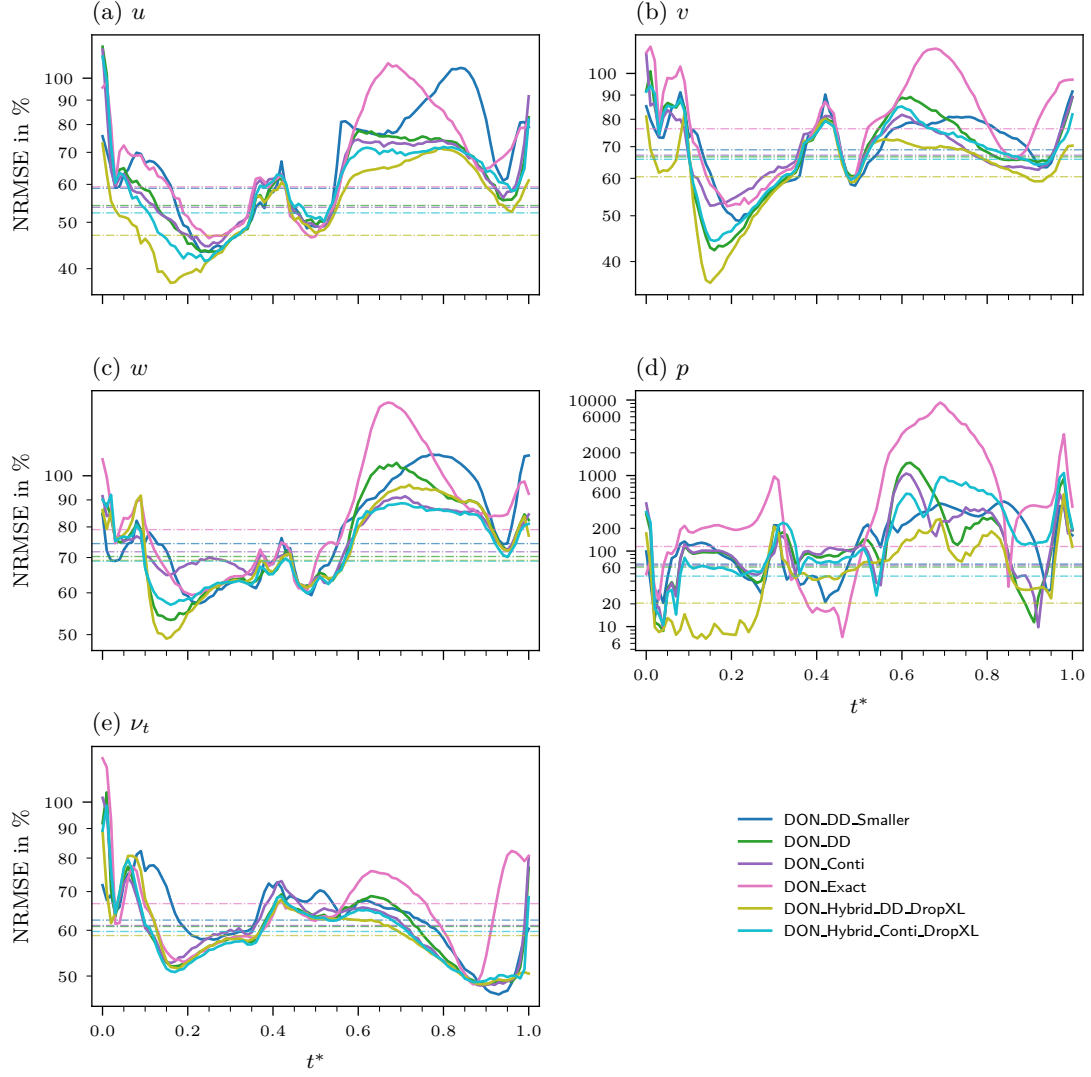 (a) u
(b) v
NRMSE in %
100
90
80
70
60
50
40
100
90
80
70
60
50
40
(c) w
(d) p
NRMSE in %
100
90
80
70
60
50
10000
6000
1000
600
200
100
60
20
10
6
0.0 0.2 0.4 0.6 0.8 1.0
t*
(e) νt
NRMSE in %
100
90
80
70
60
50
0.0 0.2 0.4 0.6 0.8 1.0
t*
DON_DD_Smaller
DON_DD
DON_Conti
DON_Exact
DON_Hybrid_DD_DropXL
DON_Hybrid_Conti_DropXL